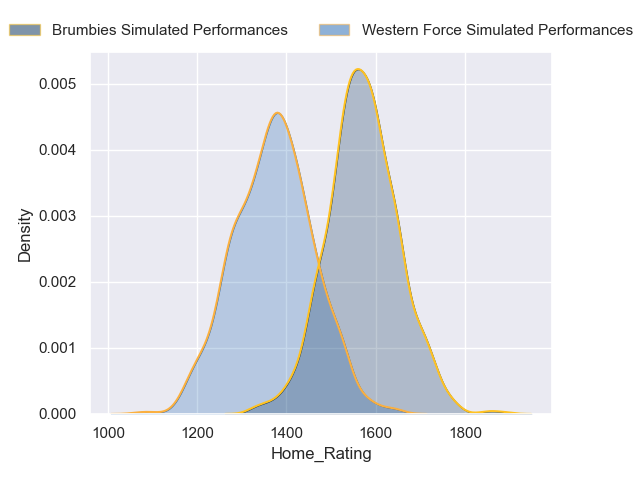 Brumbies Simulated Performances
Western Force Simulated Performances
0.005
0.004
0.003
0.002
0.001
0.000
Density
1000
1200
1400
1600
1800
Home_Rating